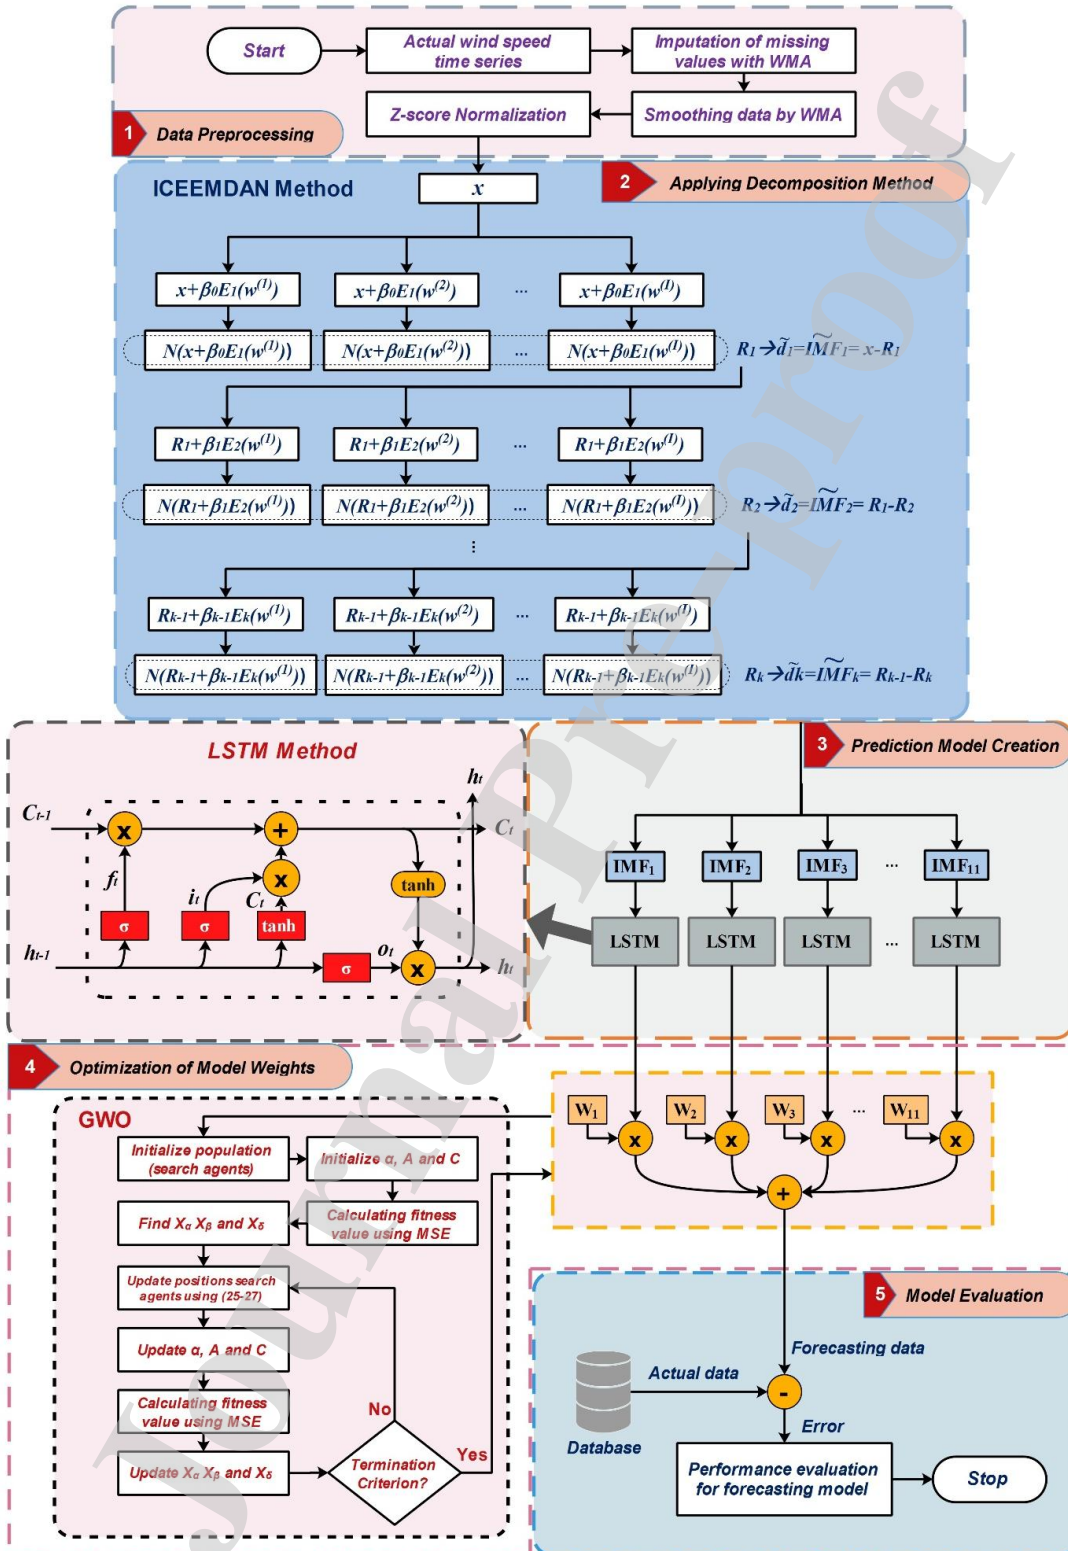 Start
Actual wind speed
time series
Imputation of missing
values with WMA
Z-score Normalization
Smoothing data by WMA
1 Data Preprocessing
ICEEMDAN Method
2 Applying Decomposition Method
x
x+β0E1(w(1))
x+β0E1(w(2))
...
x+β0E1(w(I))
N(x+β0E1(w(1)))
N(x+β0E1(w(2)))
...
N(x+β0E1(w(I)))
R1→d̃1=IM͂F1= x-R1
R1+β1E2(w(1))
R1+β1E2(w(2))
...
R1+β1E2(w(I))
N(R1+β1E2(w(1)))
N(R1+β1E2(w(2)))
...
N(R1+β1E2(w(I)))
R2→d̃2=IM͂F2= R1-R2
...
Rk-1+βk-1Ek(w(1))
Rk-1+βk-1Ek(w(2))
...
Rk-1+βk-1Ek(w(I))
N(Rk-1+βk-1Ek(w(1)))
N(Rk-1+βk-1Ek(w(2)))
...
N(Rk-1+βk-1Ek(w(I)))
Rk→d̃k=IM͂Fk= Rk-1-Rk
LSTM Method
ht
Ct-1
x
+
Ct
ft
it
Ct
x
tanh
σ
σ
tanh
ht-1
σ
ot
x
ht
3 Prediction Model Creation
IMF1
IMF2
IMF3
...
IMF11
LSTM
LSTM
LSTM
...
LSTM
4 Optimization of Model Weights
W1
W2
W3
...
W11
x
x
x
x
+
GWO
Initialize population
(search agents)
Initialize α, A and C
Find Xα Xβ and Xδ
Calculating fitness
value using MSE
Update positions search
agents using (25-27)
Update α, A and C
Calculating fitness
value using MSE
Update Xα Xβ and Xδ
No
Yes
Termination
Criterion?
5 Model Evaluation
Forecasting data
Actual data
-
Database
Error
Performance evaluation
for forecasting model
Stop
Journal Pre-proof